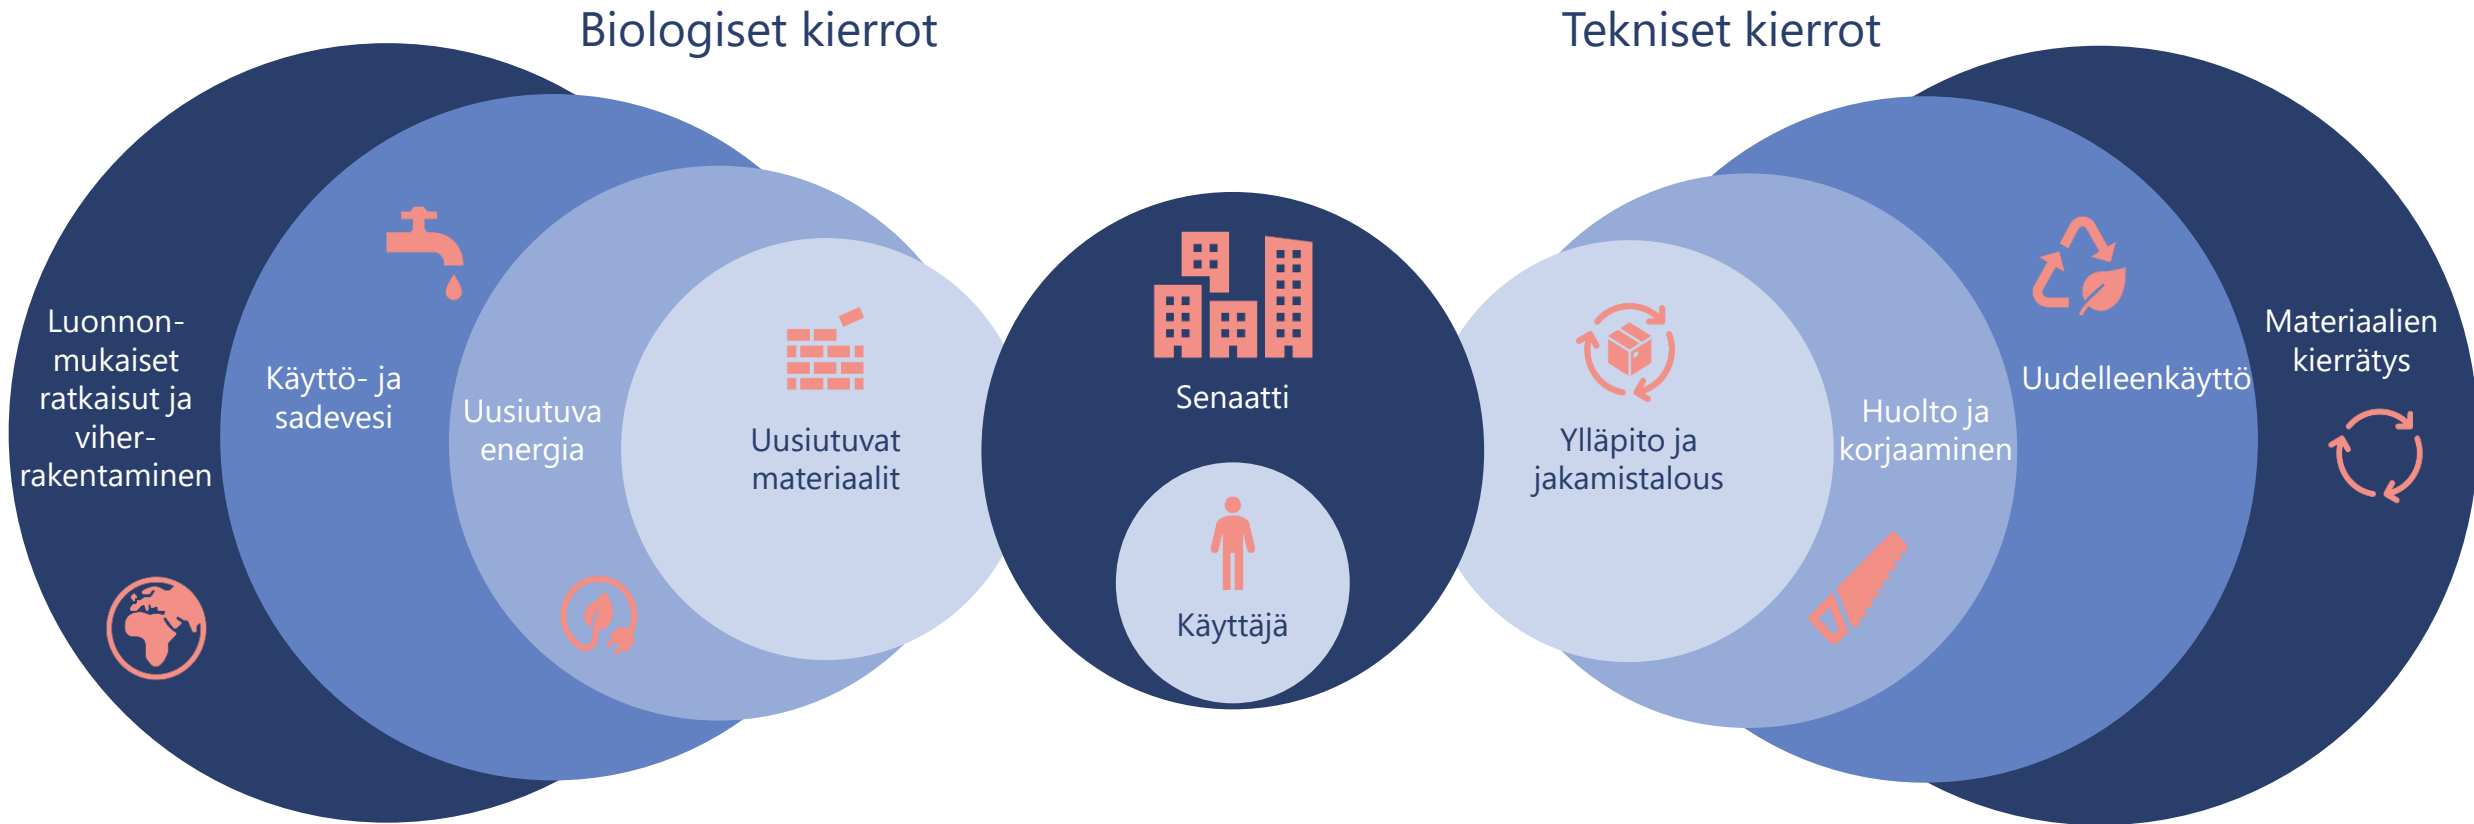 Biologiset kierrot
Tekniset kierrot
Luonnon-
mukaiset
ratkaisut ja
viher-
rakentaminen
Käyttö- ja
sadevesi
Uusiutuva
energia
Uusiutuvat
materiaalit
Senaatti
Käyttäjä
Ylläpito ja
jakamistalous
Huolto ja
korjaaminen
Uudelleenkäyttö
Materiaalien
kierrätys